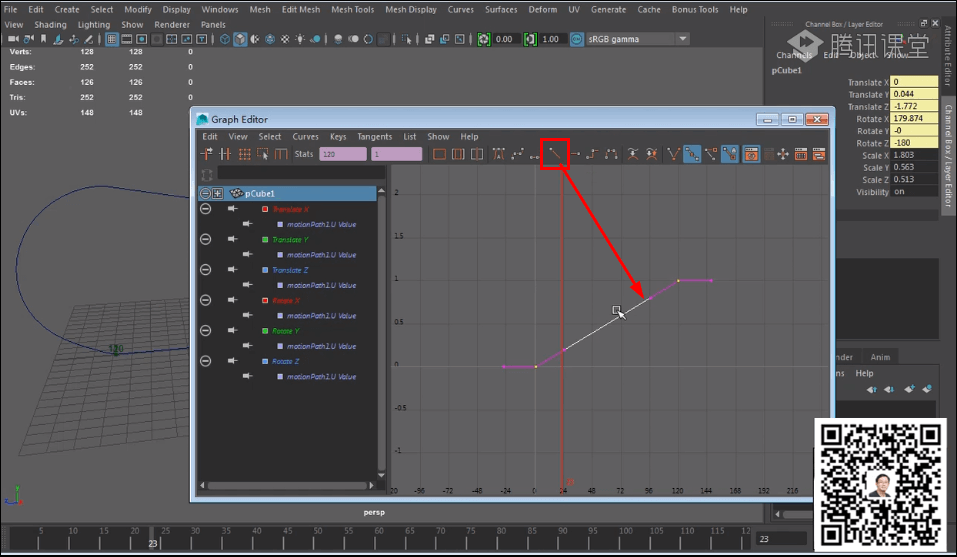 File Edit Create Select Modify Display Windows Mesh Edit Mesh Mesh Tools Mesh Display Curves Surfaces Deform UV Generate Cache Bonus Tools Help
View Shading Lighting Show Renderer Panels
Channel Box / Layer Editor
0.00 1.00 sRGB gamma
腾讯课堂
Channels Edit Object Show
Verts: 128 128 0
Edges: 252 252 0
Faces: 126 126 0
Tris: 252 252 0
UVs: 148 148 0
pCube1
Translate X 0
Translate Y 0.044
Translate Z -1.772
Rotate X 179.874
Rotate Y -0
Rotate Z -180
Scale X 1.803
Scale Y 0.563
Scale Z 0.513
Visibility on
Attribute Editor
Channel Box / Layer Editor
Graph Editor
Edit View Select Curves Keys Tangents List Show Help
Stats 120 1
pCube1
Translate X
motionPath1.U Value
Translate Y
motionPath1.U Value
Translate Z
motionPath1.U Value
Rotate X
motionPath1.U Value
Rotate Y
motionPath1.U Value
Rotate Z
motionPath1.U Value
2
1.5
1
0.5
0
-0.5
-1
-96 -72 -48 -24 0 24 48 72 96 120 144 168 192 216
Anim
Help
persp
5 10 15 20 25 30 35 40 45 50 55 60 65 70 75 80 85 90 95 100 105 110 115 12
23
23